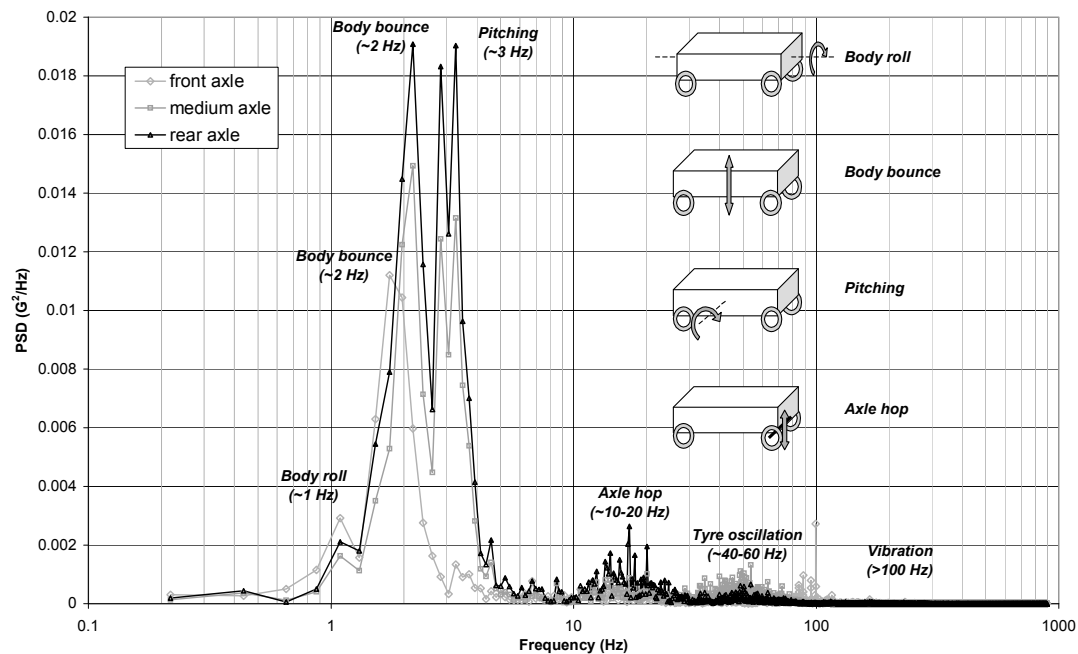 0.02
0.018
0.016
0.014
0.012
0.01
0.008
0.006
0.004
0.002
0
PSD (G²/Hz)
front axle
medium axle
rear axle
Body bounce
(~2 Hz)
Pitching
(~3 Hz)
Body bounce
(~2 Hz)
Body roll
(~1 Hz)
Axle hop
(~10-20 Hz)
Tyre oscillation
(~40-60 Hz)
Vibration
(>100 Hz)
Body roll
Body bounce
Pitching
Axle hop
0.1
1
10
100
1000
Frequency (Hz)